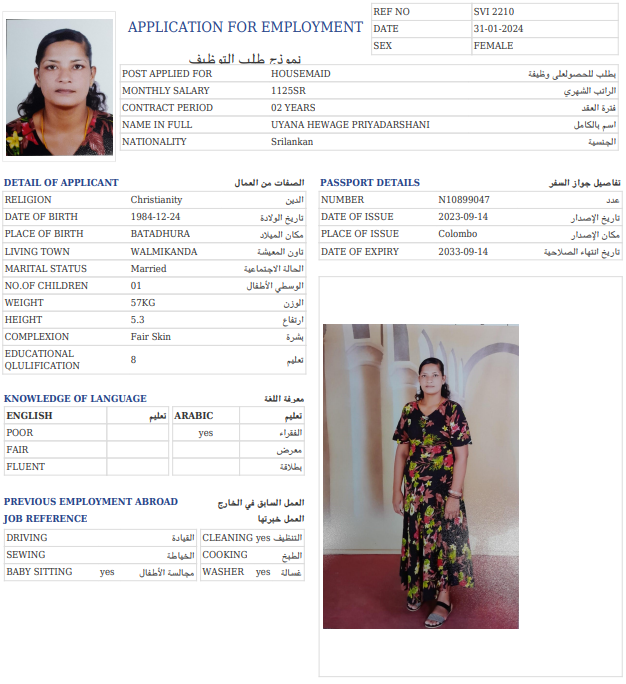 APPLICATION FOR EMPLOYMENT
نموذج طلب التوظيف
REF NO SVI 2210
DATE 31-01-2024
SEX FEMALE
POST APPLIED FOR HOUSEMAID بطلب للحصولعلى وظيفة
MONTHLY SALARY 1125SR الراتب الشهري
CONTRACT PERIOD 02 YEARS فترة العقد
NAME IN FULL UYANA HEWAGE PRIYADARSHANI اسم بالكامل
NATIONALITY Srilankan الجنسية
DETAIL OF APPLICANT الصفات من العمال
RELIGION Christianity الدين
DATE OF BIRTH 1984-12-24 تاريخ الولادة
PLACE OF BIRTH BATADHURA مكان الميلاد
LIVING TOWN WALMIKANDA تاون المعيشة
MARITAL STATUS Married الحالة الاجتماعية
NO.OF CHILDREN 01 الوسطي الأطفال
WEIGHT 57KG الوزن
HEIGHT 5.3 ارتفاع
COMPLEXION Fair Skin بشرة
EDUCATIONAL QLULIFICATION 8 تعليم
PASSPORT DETAILS تفاصيل جواز السفر
NUMBER N10899047 عدد
DATE OF ISSUE 2023-09-14 تاريخ الإصدار
PLACE OF ISSUE Colombo مكان الإصدار
DATE OF EXPIRY 2033-09-14 تاريخ انتهاء الصلاحية
KNOWLEDGE OF LANGUAGE معرفة اللغة
ENGLISH تعليم ARABIC تعليم
POOR yes الفقراء
FAIR معرض
FLUENT بطلاقة
PREVIOUS EMPLOYMENT ABROAD العمل السابق في الخارج
JOB REFERENCE العمل خبرتها
DRIVING القيادة CLEANING yes التنظيف
SEWING الخياطة COOKING الطبخ
BABY SITTING yes مجالسة الأطفال WASHER yes غسالة